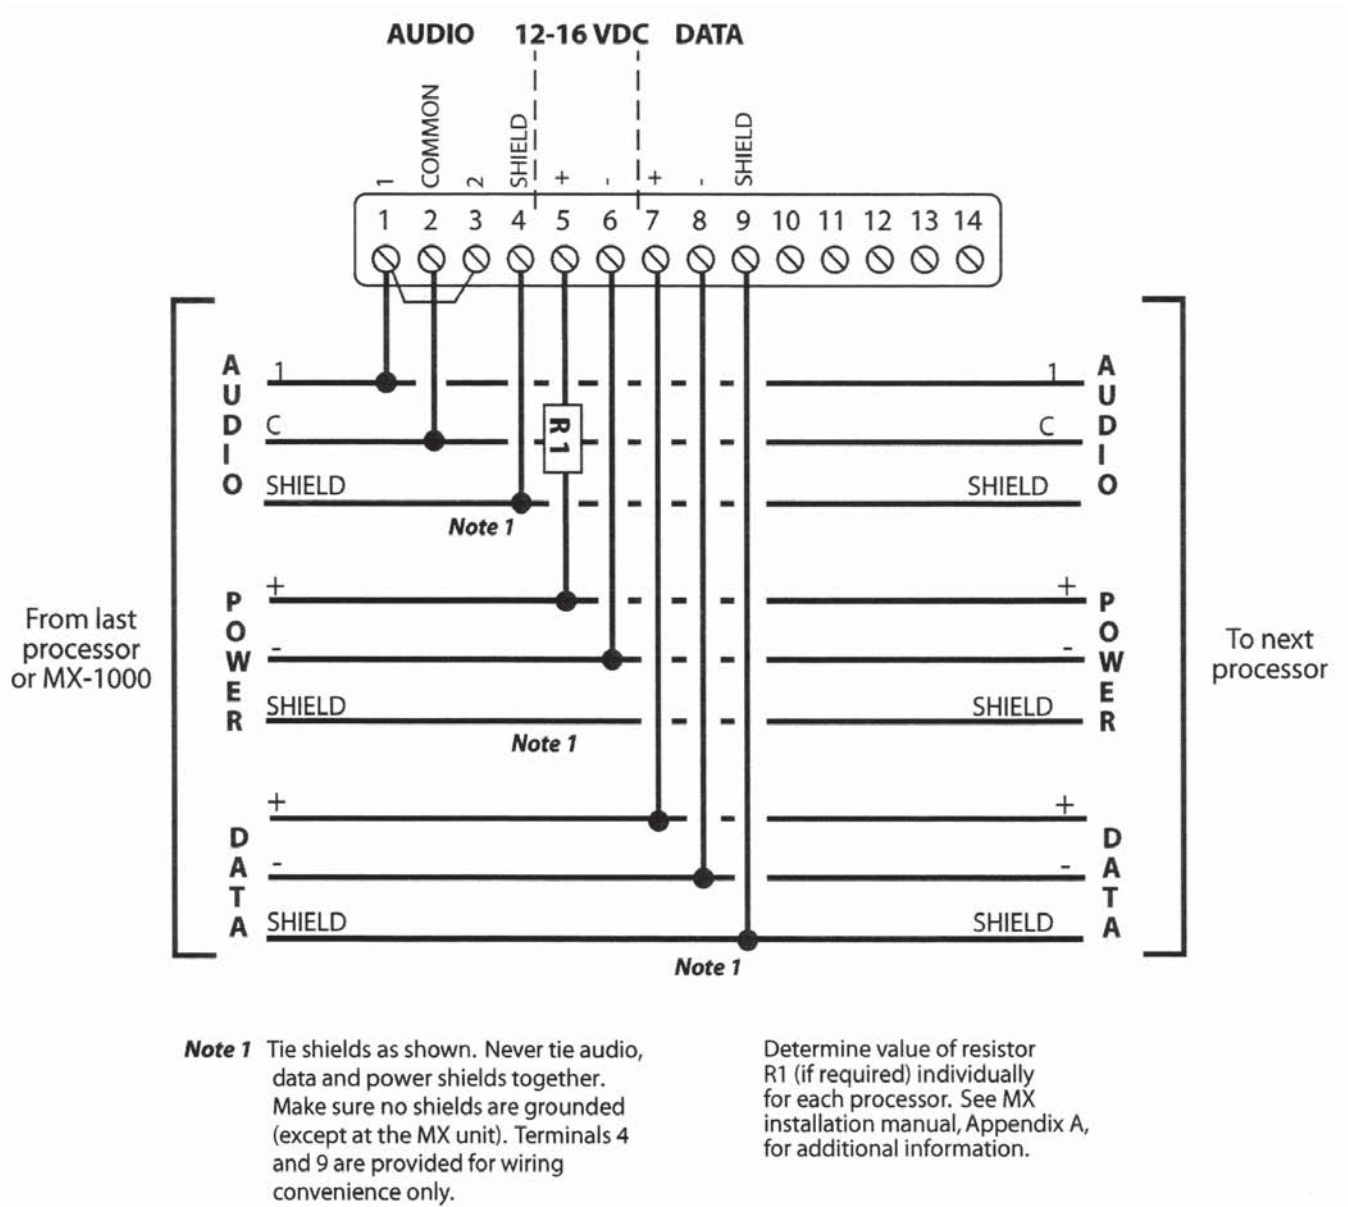 AUDIO 12-16 VDC DATA
1 COMMON 2 SHIELD + - + - SHIELD
1 2 3 4 5 6 7 8 9 10 11 12 13 14
AUDIO
1 1
C C
SHIELD SHIELD
AUDIO
R1
Note 1
From last
processor
or MX-1000
POWER
+ +
- -
SHIELD SHIELD
POWER
Note 1
To next
processor
DATA
+ +
- -
SHIELD SHIELD
DATA
Note 1
Note 1 Tie shields as shown. Never tie audio,
data and power shields together.
Make sure no shields are grounded
(except at the MX unit). Terminals 4
and 9 are provided for wiring
convenience only.
Determine value of resistor
R1 (if required) individually
for each processor. See MX
installation manual, Appendix A,
for additional information.